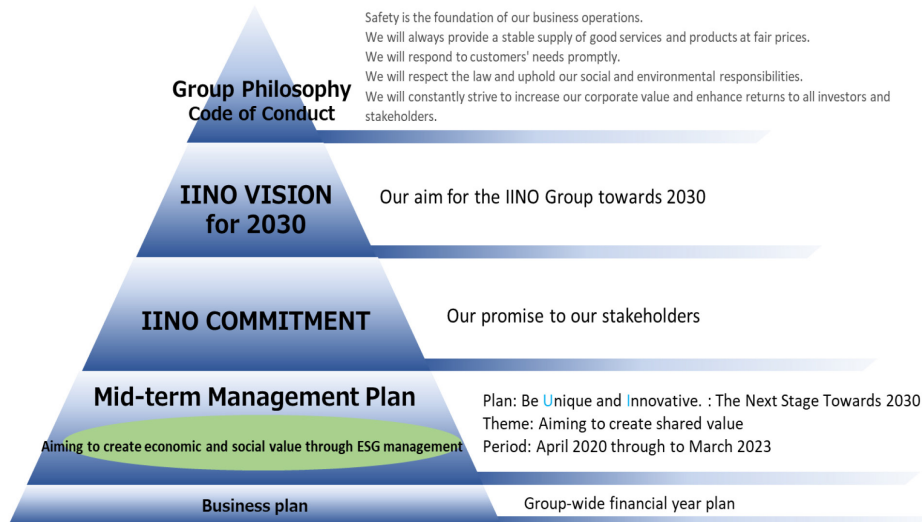 Safety is the foundation of our business operations.
We will always provide a stable supply of good services and products at fair prices.
We will respond to customers' needs promptly.
We will respect the law and uphold our social and environmental responsibilities.
We will constantly strive to increase our corporate value and enhance returns to all investors and
stakeholders.
Group Philosophy
Code of Conduct
IINO VISION
for 2030
Our aim for the IINO Group towards 2030
IINO COMMITMENT
Our promise to our stakeholders
Mid-term Management Plan
Aiming to create economic and social value through ESG management
Plan: Be Unique and Innovative. : The Next Stage Towards 2030
Theme: Aiming to create shared value
Period: April 2020 through to March 2023
Business plan
Group-wide financial year plan